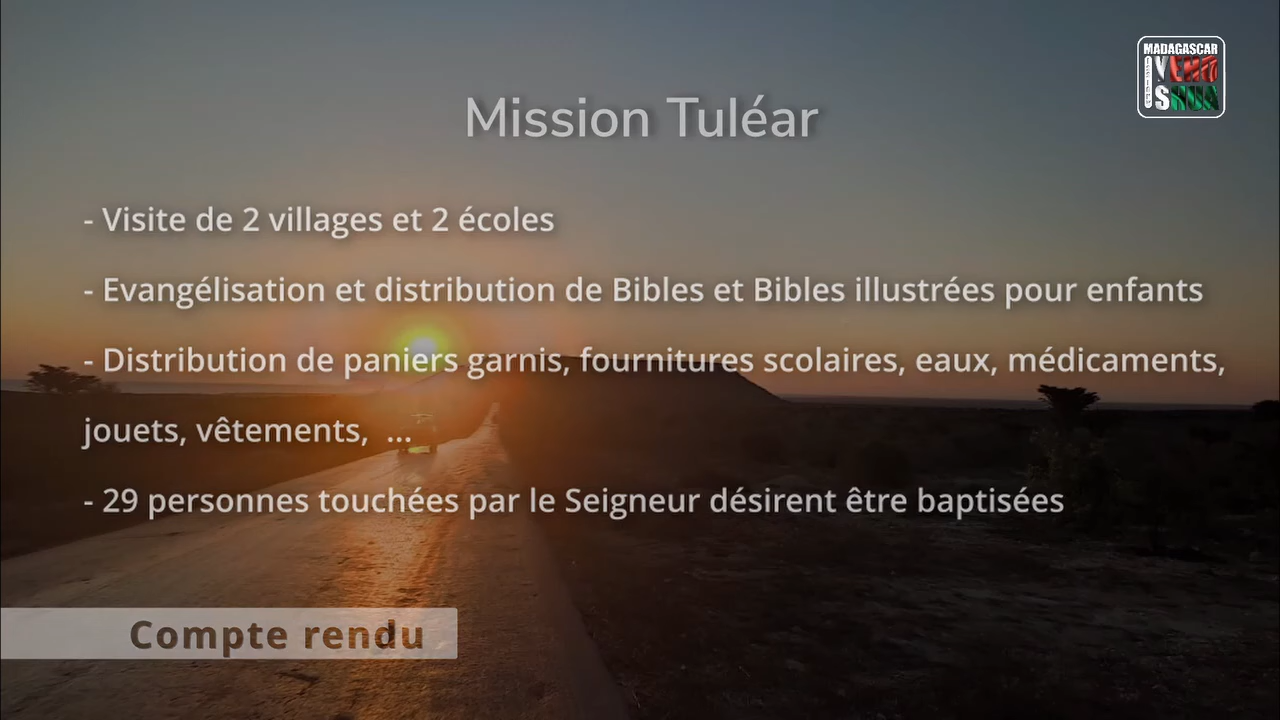 MADAGASCAR
YEHO
SHUA
Mission Tuléar
- Visite de 2 villages et 2 écoles
- Evangélisation et distribution de Bibles et Bibles illustrées pour enfants
- Distribution de paniers garnis, fournitures scolaires, eaux, médicaments,
jouets, vêtements, ...
- 29 personnes touchées par le Seigneur désirent être baptisées
Compte rendu